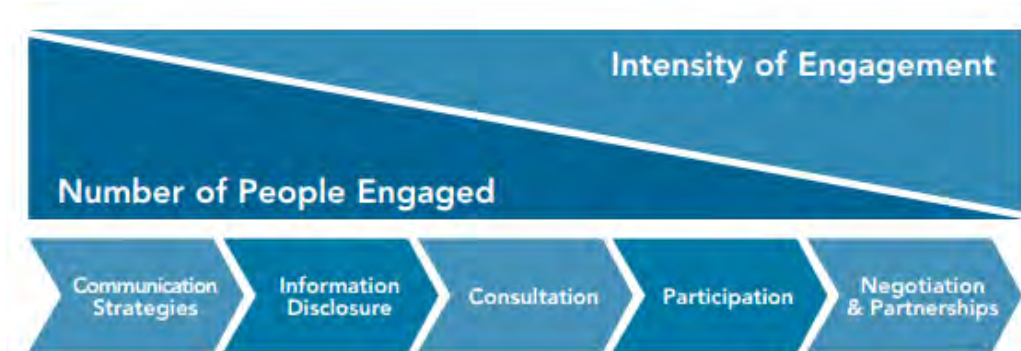 Intensity of Engagement
Number of People Engaged
Communication
Strategies
Information
Disclosure
Consultation
Participation
Negotiation
& Partnerships